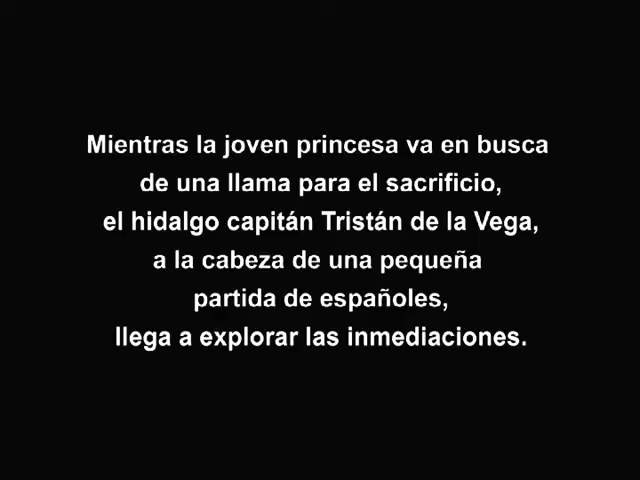 Mientras la joven princesa va en busca
de una llama para el sacrificio,
el hidalgo capitán Tristán de la Vega,
a la cabeza de una pequeña
partida de españoles,
llega a explorar las inmediaciones.